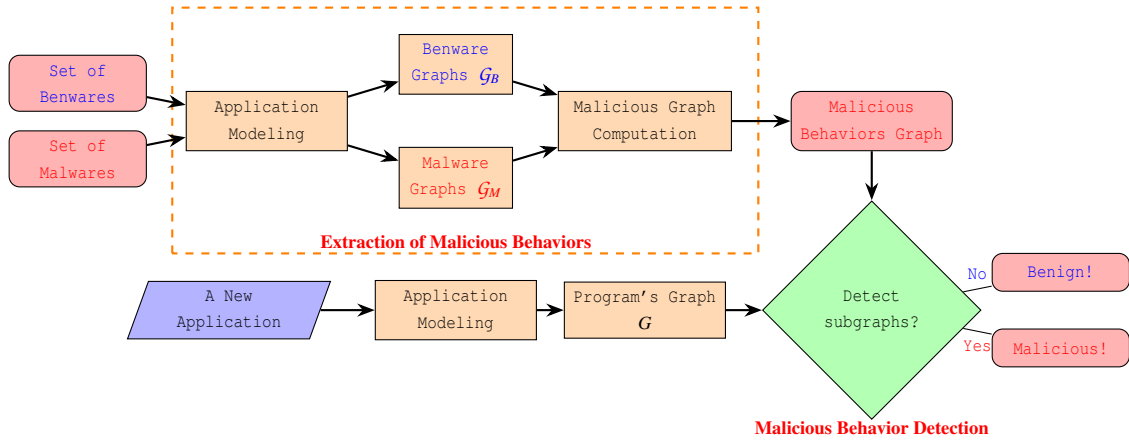 Set of
Benwares
Set of
Malwares
Application
Modeling
Benware
Graphs 𝒢B
Malware
Graphs 𝒢M
Malicious Graph
Computation
Malicious
Behaviors Graph
Extraction of Malicious Behaviors
A New
Application
Application
Modeling
Program's Graph
G
Detect
subgraphs?
No
Benign!
Yes
Malicious!
Malicious Behavior Detection